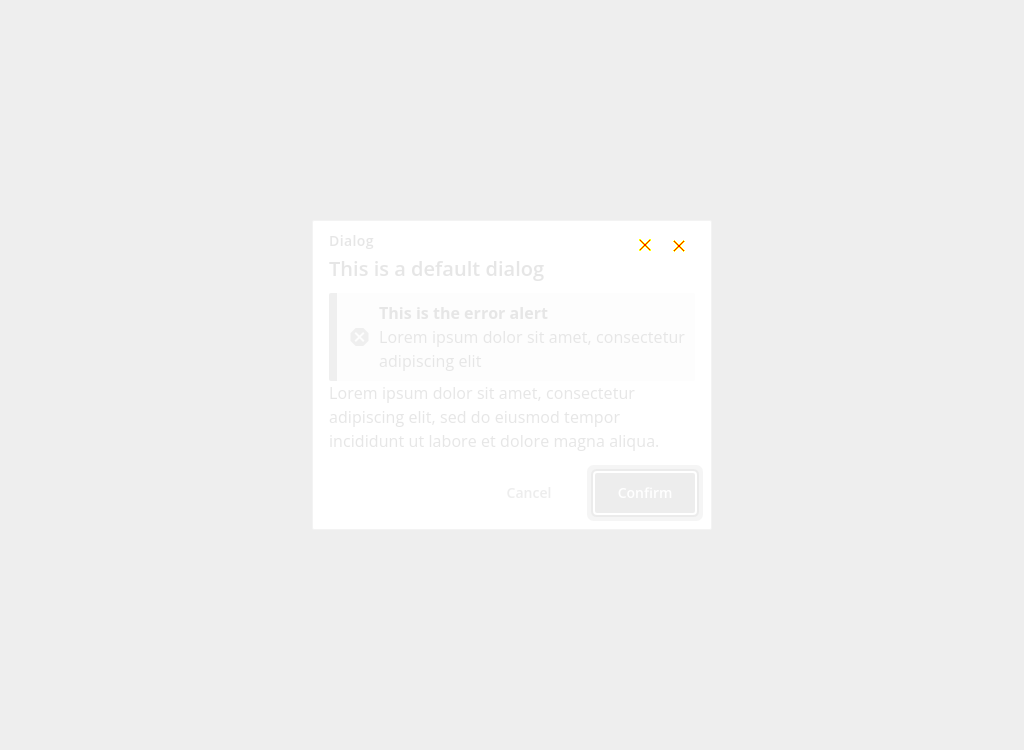 Dialog
This is a default dialog
This is the error alert
Lorem ipsum dolor sit amet, consectetur
adipiscing elit
Lorem ipsum dolor sit amet, consectetur
adipiscing elit, sed do eiusmod tempor
incididunt ut labore et dolore magna aliqua.
Cancel
Confirm